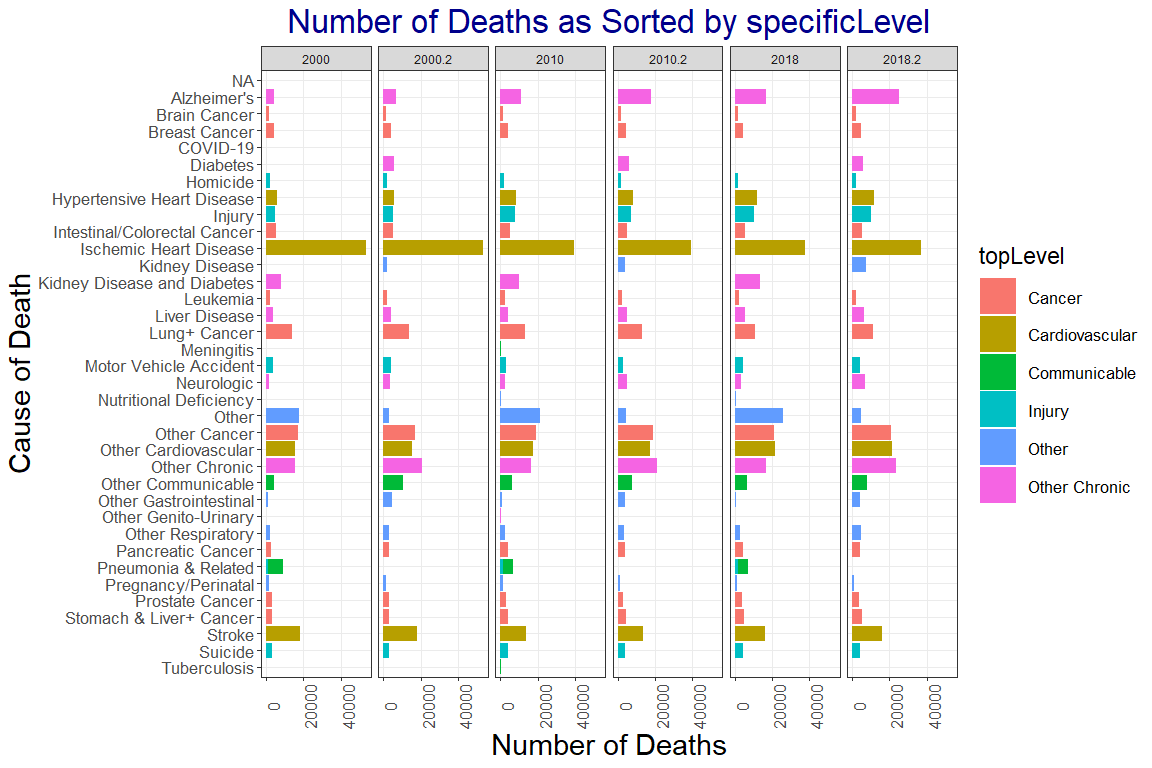 Number of Deaths as Sorted by specificLevel
2000 2000.2 2010 2010.2 2018 2018.2
NA
Alzheimer's
Brain Cancer
Breast Cancer
COVID-19
Diabetes
Homicide
Hypertensive Heart Disease
Injury
Intestinal/Colorectal Cancer
Ischemic Heart Disease
Kidney Disease
Kidney Disease and Diabetes
Leukemia
Liver Disease
Lung+ Cancer
Meningitis
Motor Vehicle Accident
Neurologic
Nutritional Deficiency
Other
Other Cancer
Other Cardiovascular
Other Chronic
Other Communicable
Other Gastrointestinal
Other Genito-Urinary
Other Respiratory
Pancreatic Cancer
Pneumonia & Related
Pregnancy/Perinatal
Prostate Cancer
Stomach & Liver+ Cancer
Stroke
Suicide
Tuberculosis
Cause of Death
0 20000 40000 0 20000 40000 0 20000 40000 0 20000 40000 0 20000 40000 0 20000 40000
Number of Deaths
topLevel
Cancer
Cardiovascular
Communicable
Injury
Other
Other Chronic